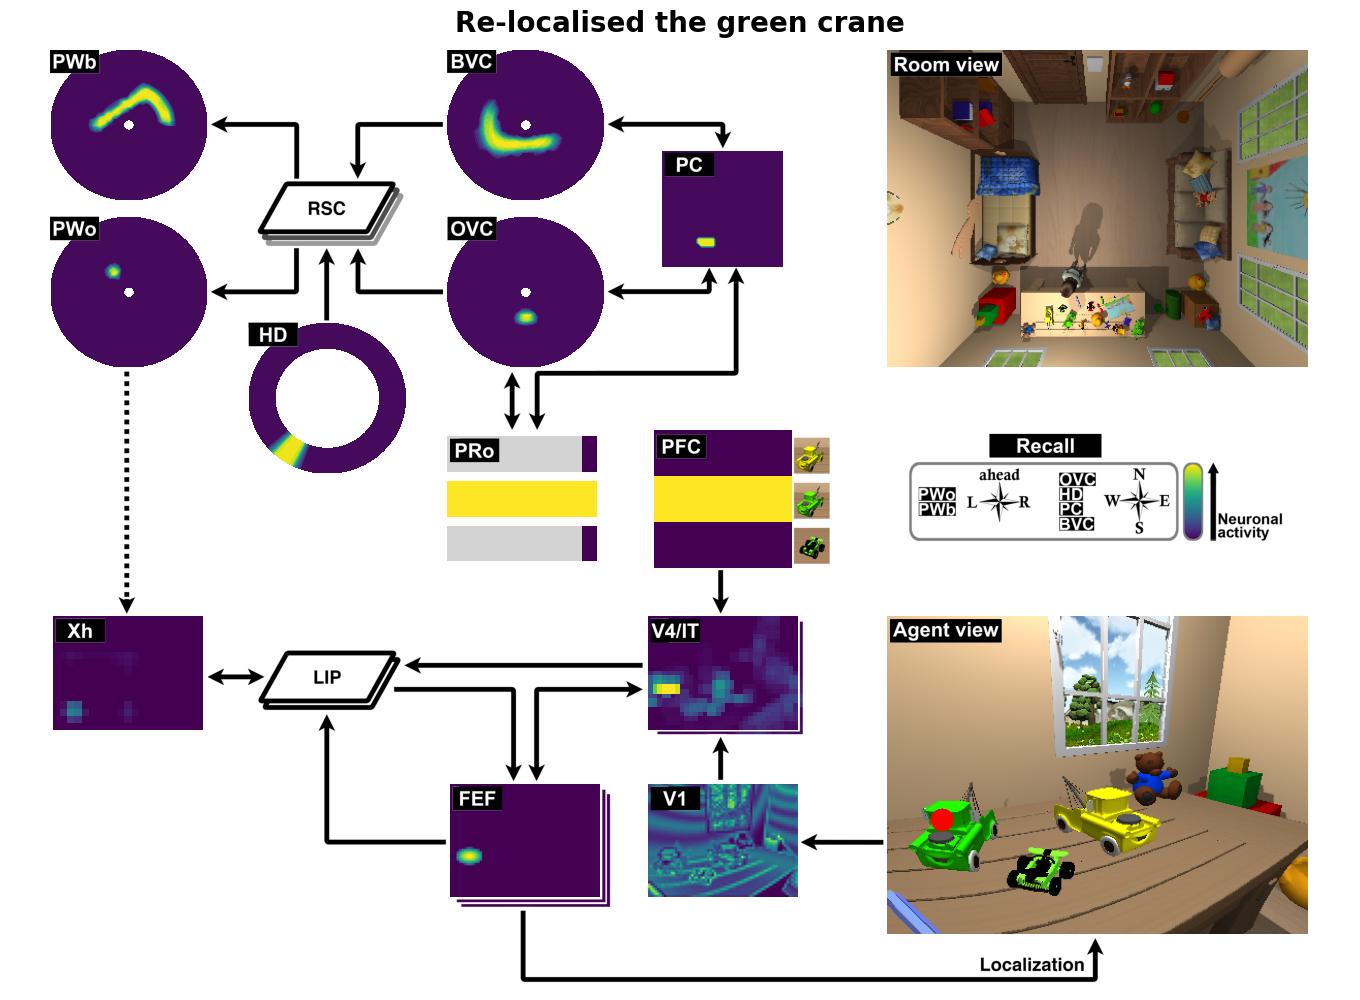 Re-localised the green crane
PWb
BVC
Room view
PC
RSC
PWo
OVC
HD
PRo
PFC
Recall
ahead
L R
PWo
PWb
OVC
HD
PC
BVC
N
W E
S
Neuronal
activity
Xh
LIP
V4/IT
Agent view
FEF
V1
Localization